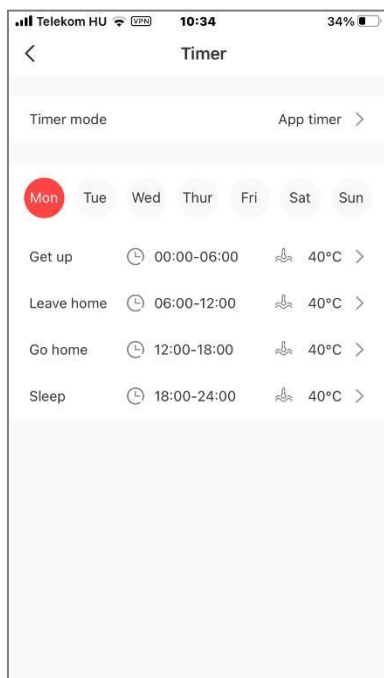 Telekom HU VPN 10:34 34%
Timer
Timer mode App timer
Mon Tue Wed Thur Fri Sat Sun
Get up 00:00-06:00 40°C
Leave home 06:00-12:00 40°C
Go home 12:00-18:00 40°C
Sleep 18:00-24:00 40°C